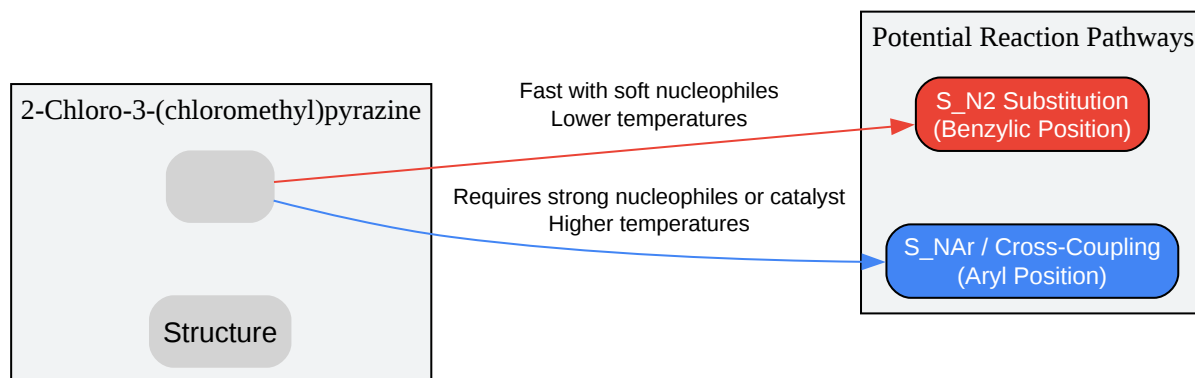 2-Chloro-3-(chloromethyl)pyrazine
Structure
Fast with soft nucleophiles
Lower temperatures
Requires strong nucleophiles or catalyst
Higher temperatures
Potential Reaction Pathways
S_N2 Substitution
(Benzylic Position)
S_NAr / Cross-Coupling
(Aryl Position)